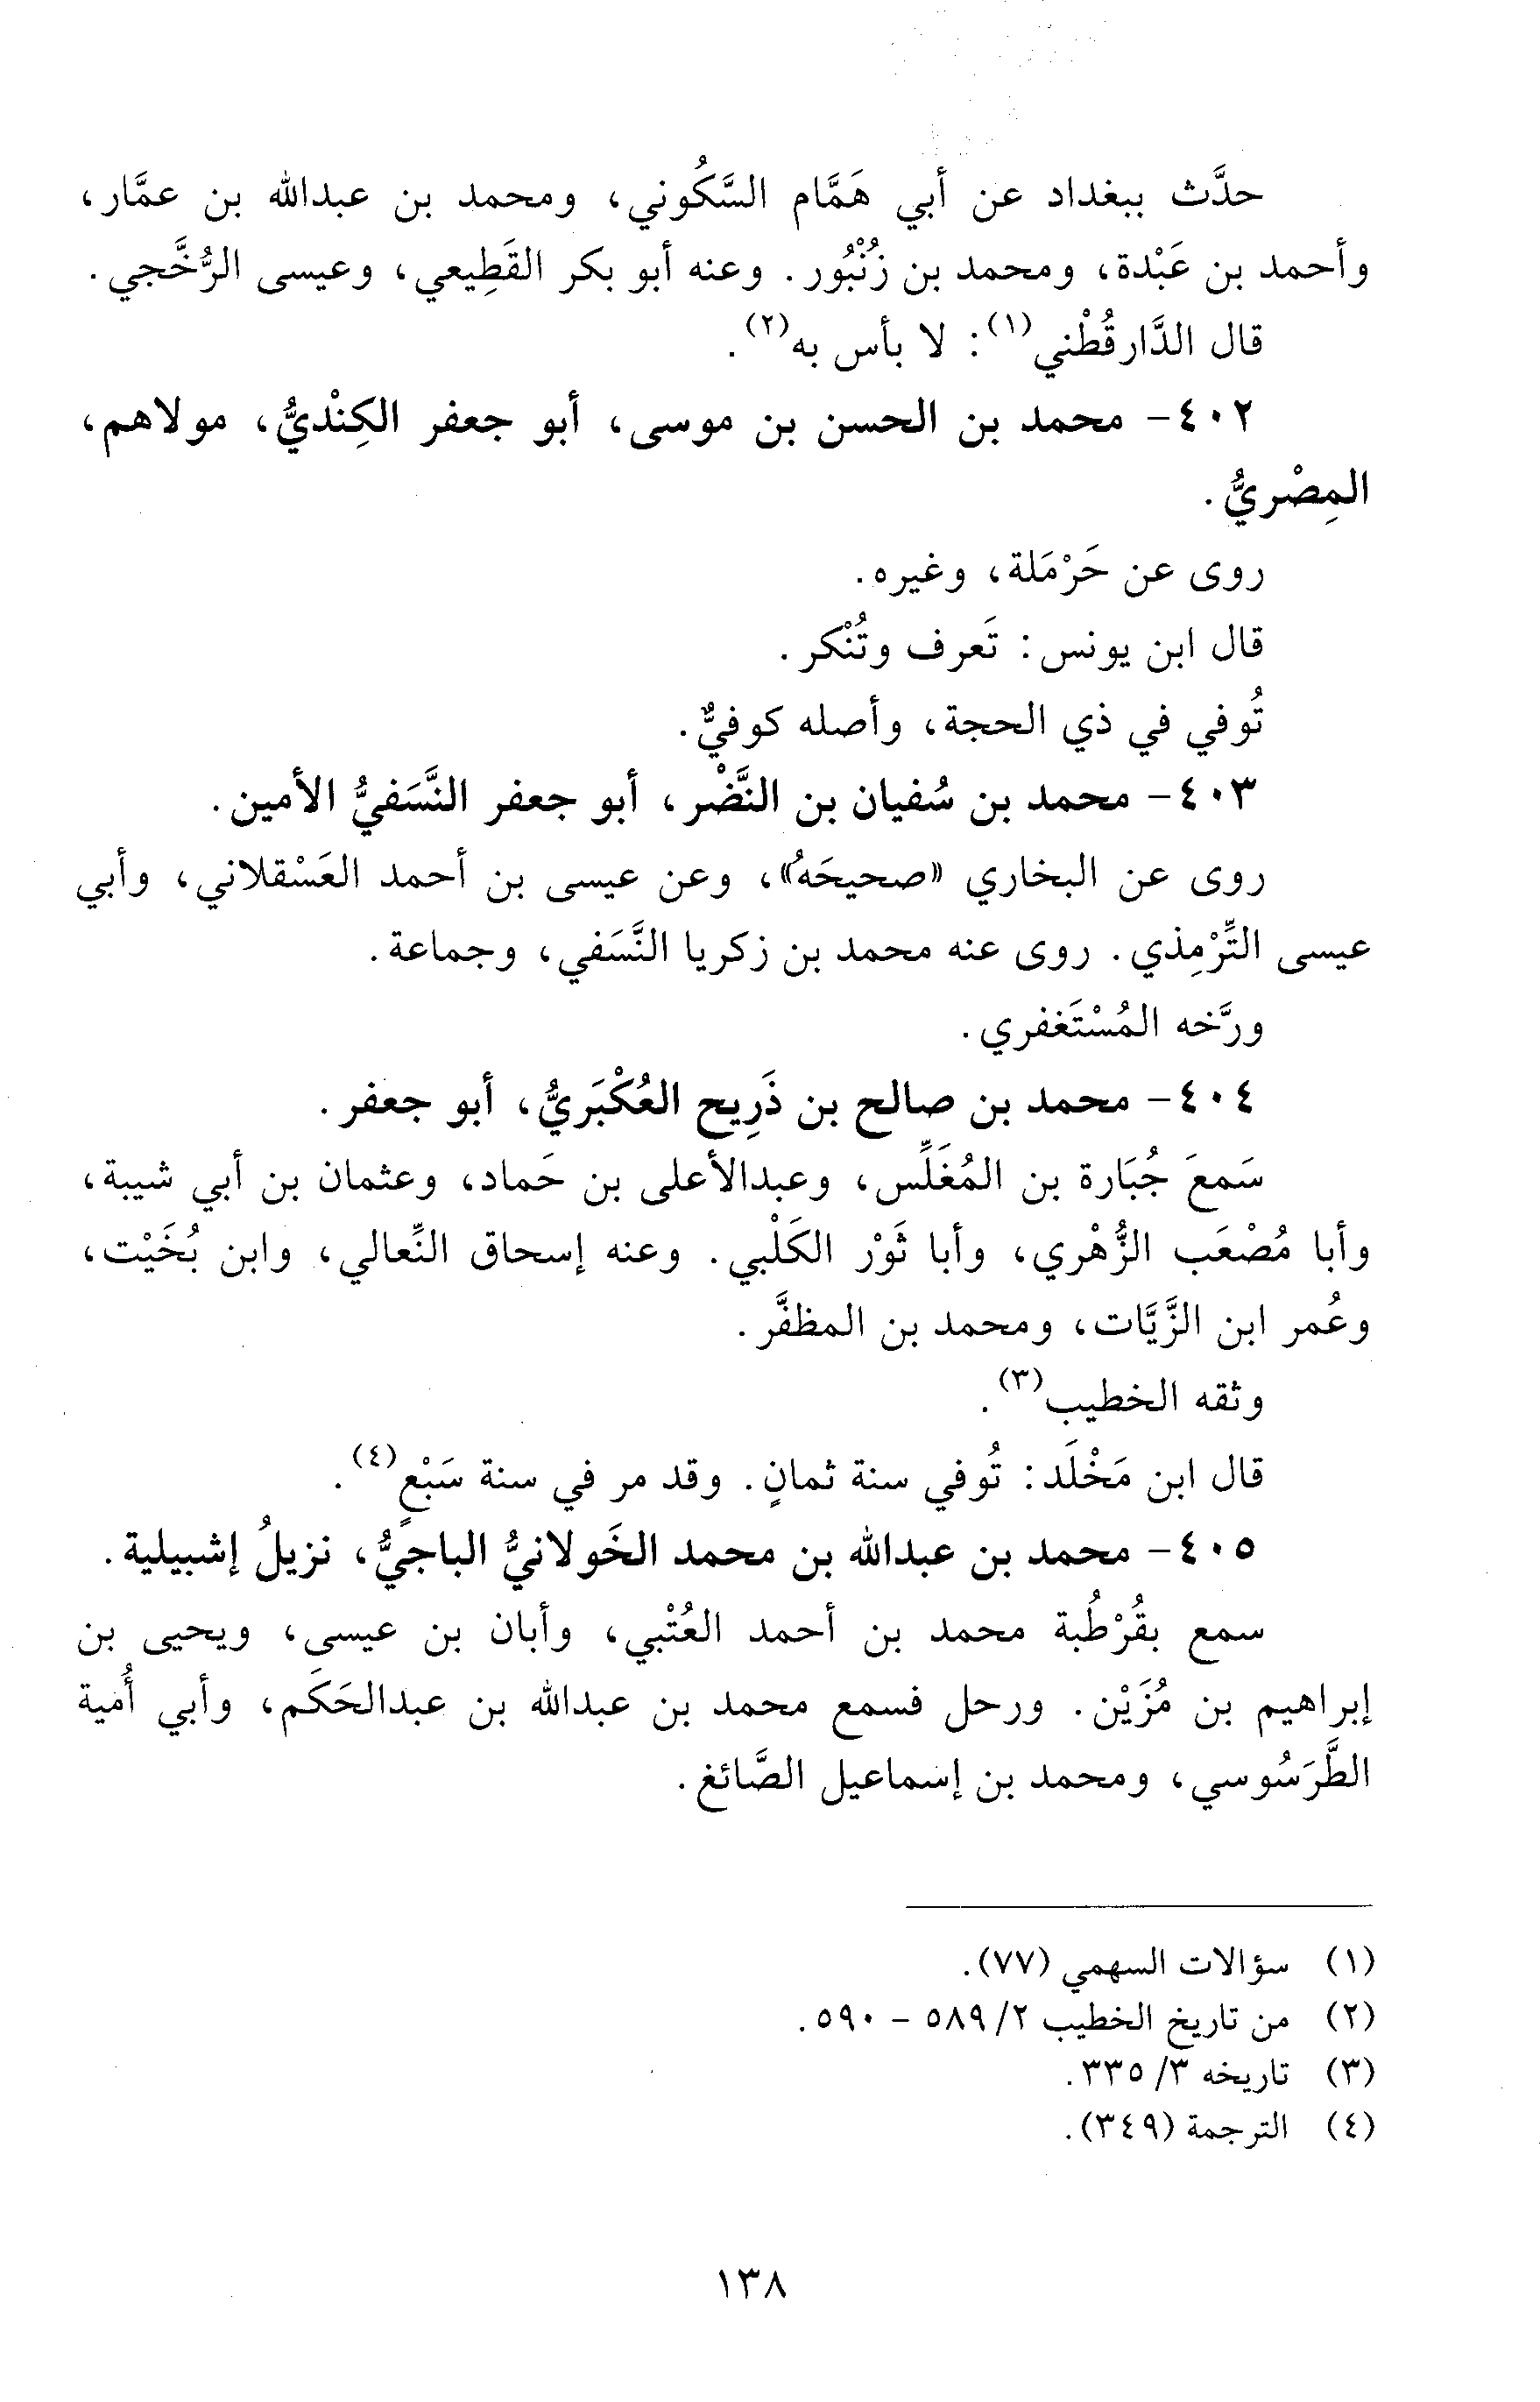 حدَّث ببغداد عن أبي هَمَّام السَّكُوني، ومحمد بن عبدالله بن عمَّار،
وأحمد بن عَبْدة، ومحمد بن زُنْبُور. وعنه أبو بكر القَطِيعي، وعيسى الرُّخَّجي.
قال الدَّارقُطْني(١): لا بأس به(٢).
٤٠٢- محمد بن الحسن بن موسى، أبو جعفر الكِنْديُّ، مولاهم،
المِصْريُّ.
روى عن حَرْمَلة، وغيره.
قال ابن يونس: تَعرف وتُنْكر.
تُوفي في ذي الحجة، وأصله كوفيٌّ.
٤٠٣- محمد بن سُفيان بن النَّضْر، أبو جعفر النَّسَفيُّ الأمين.
روى عن البخاري «صحيحَهُ»، وعن عيسى بن أحمد العَسْقلاني، وأبي
عيسى التِّرْمِذي. روى عنه محمد بن زكريا النَّسَفي، وجماعة.
ورَّخه المُسْتَغفري.
٤٠٤- محمد بن صالح بن ذَرِيح العُكْبَريُّ، أبو جعفر.
سَمعَ جُبَارة بن المُغَلِّس، وعبدالأعلى بن حَماد، وعثمان بن أبي شيبة،
وأبا مُصْعَب الزُّهْري، وأبا ثَوْر الكَلْبي. وعنه إسحاق النِّعالي، وابن بُخَيْت،
وعُمر ابن الزَّيَّات، ومحمد بن المظفَّر.
وثقه الخطيب(٣).
قال ابن مَخْلَد: تُوفي سنة ثمانٍ. وقد مر في سنة سَبْعٍ(٤).
٤٠٥- محمد بن عبدالله بن محمد الخَولانيُّ الباجيُّ، نزيلُ إشبيلية.
سمع بقُرْطُبة محمد بن أحمد العُتْبي، وأبان بن عيسى، ويحيى بن
إبراهيم بن مُزَيْن. ورحل فسمع محمد بن عبدالله بن عبدالحَكَم، وأبي أُمية
الطَّرَسُوسي، ومحمد بن إسماعيل الصَّائغ.
(١) سؤالات السهمي (٧٧).
(٢) من تاريخ الخطيب ٢/ ٥٨٩ - ٥٩٠.
(٣) تاريخه ٣/ ٣٣٥.
(٤) الترجمة (٣٤٩).
١٣٨